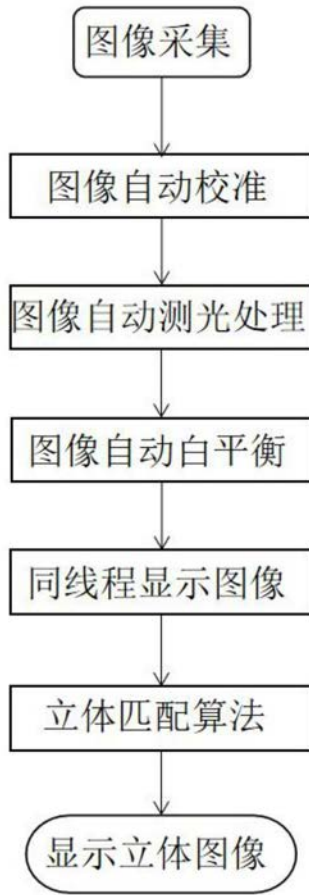 图像采集
图像自动校准
图像自动测光处理
图像自动白平衡
同线程显示图像
立体匹配算法
显示立体图像